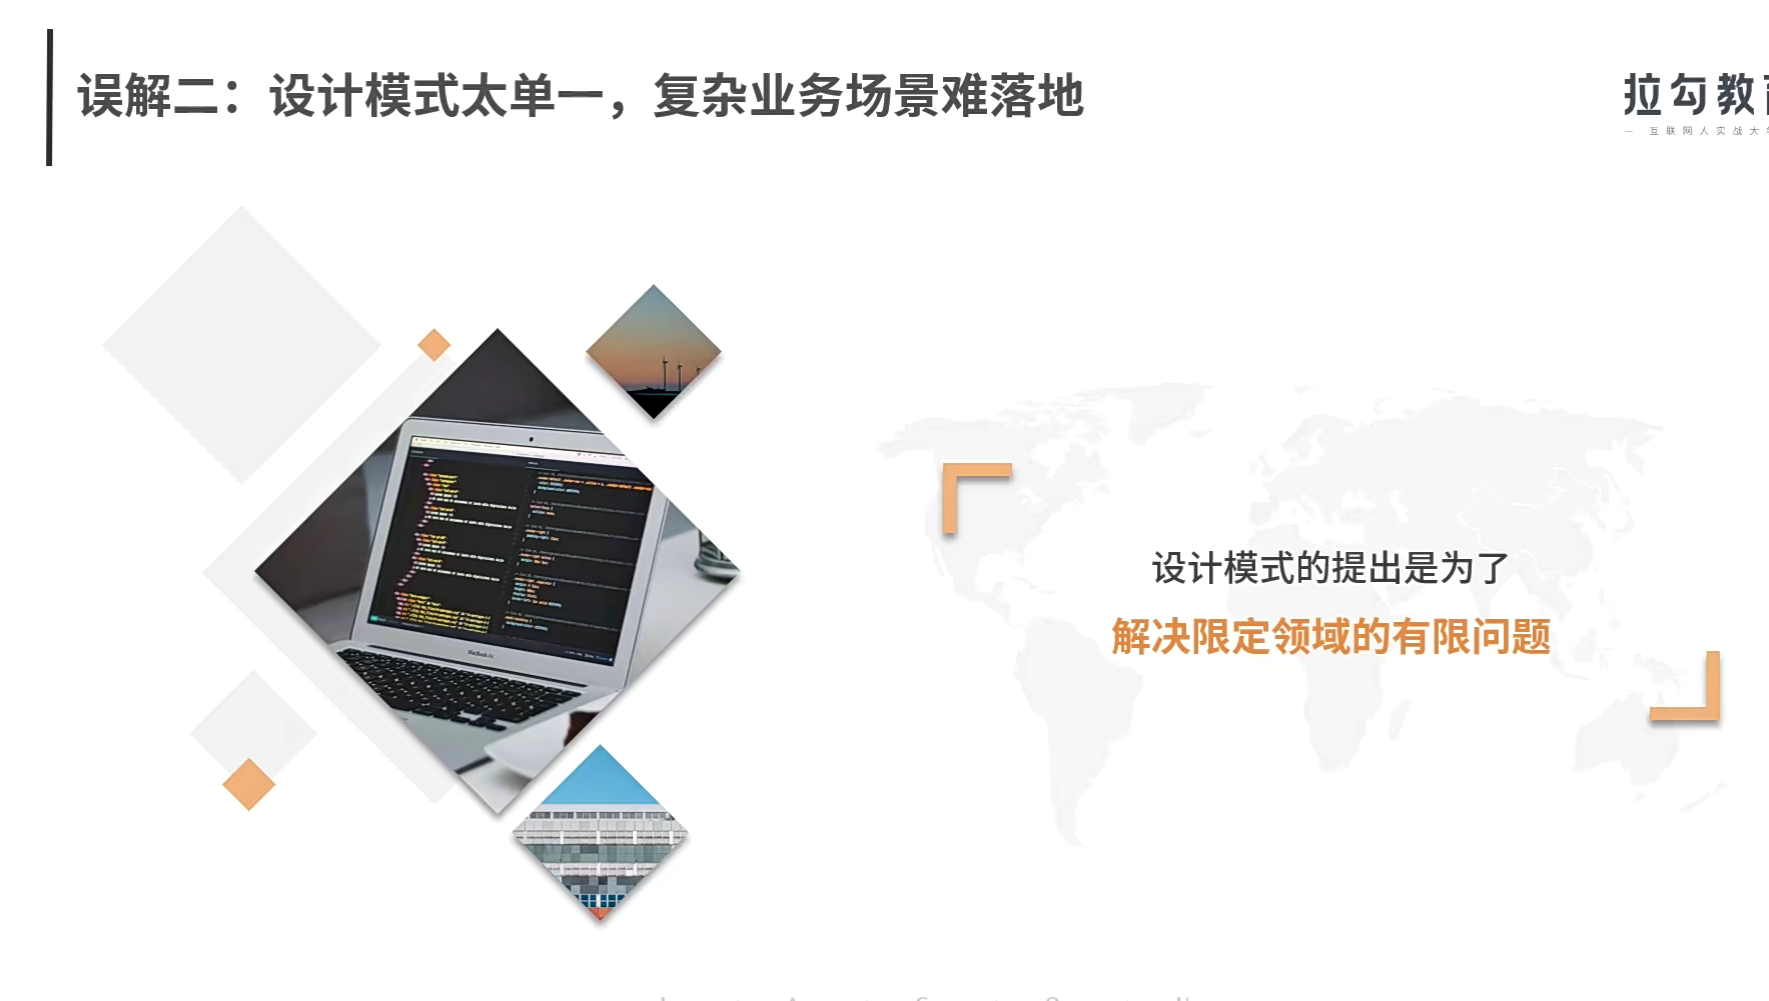 误解二：设计模式太单一，复杂业务场景难落地
拉勾教
— 互联网人实战大
设计模式的提出是为了
解决限定领域的有限问题
MacBook Air